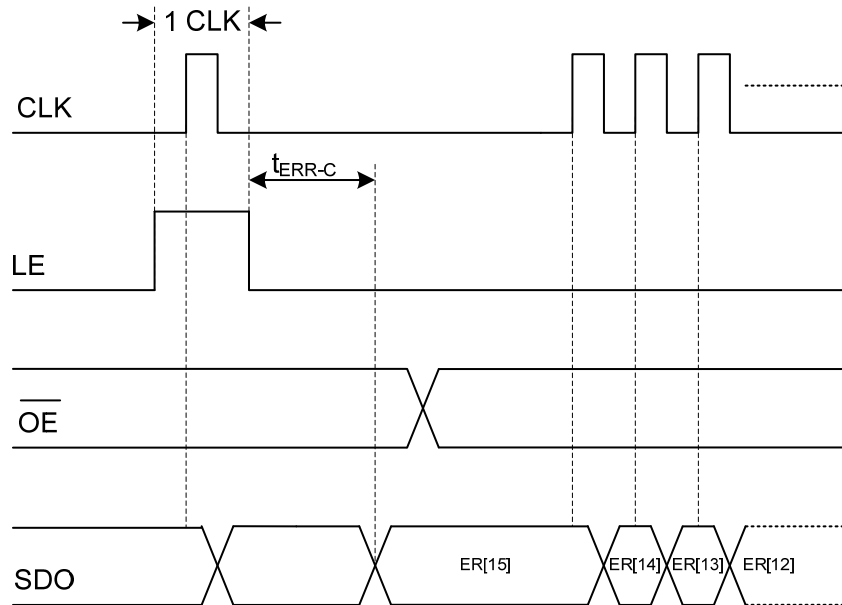 1 CLK
CLK
tERR-C
LE
OE
SDO
ER[15]
ER[14]
ER[13]
ER[12]